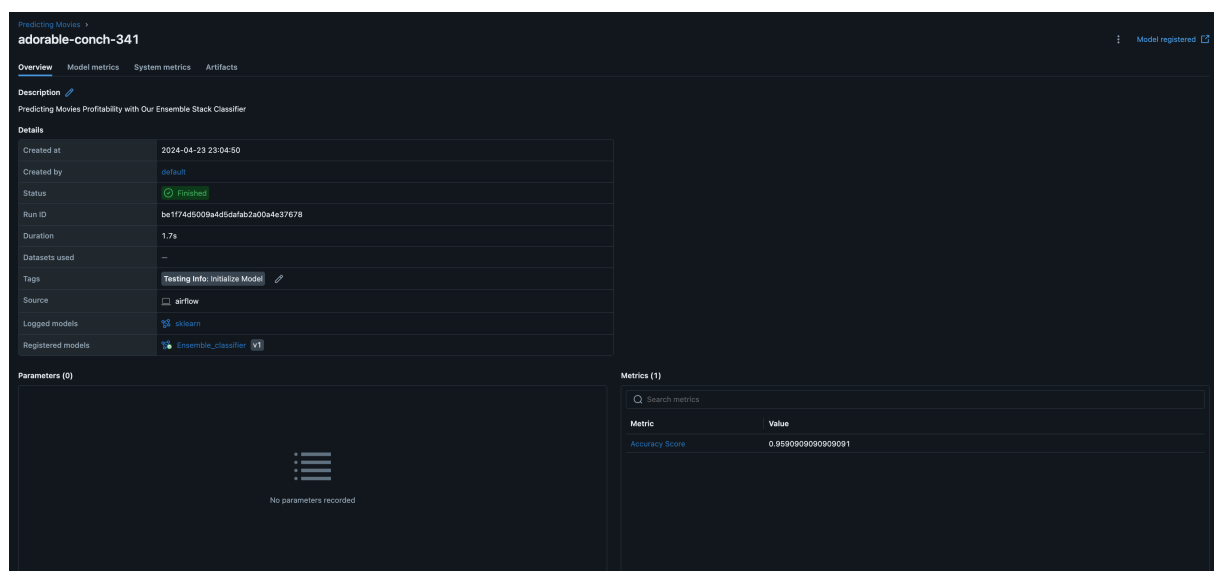 Predicting Movies ›
adorable-conch-341
Model registered
Overview Model metrics System metrics Artifacts
Description
Predicting Movies Profitability with Our Ensemble Stack Classifier
Details
Created at 2024-04-23 23:04:50
Created by default
Status Finished
Run ID be1f74d5009a4d5dafab2a00a4e37678
Duration 1.7s
Datasets used —
Tags Testing Info: Initialize Model
Source airflow
Logged models sklearn
Registered models Ensemble_classifier v1
Parameters (0)
No parameters recorded
Metrics (1)
Search metrics
Metric Value
Accuracy Score 0.9590909090909091